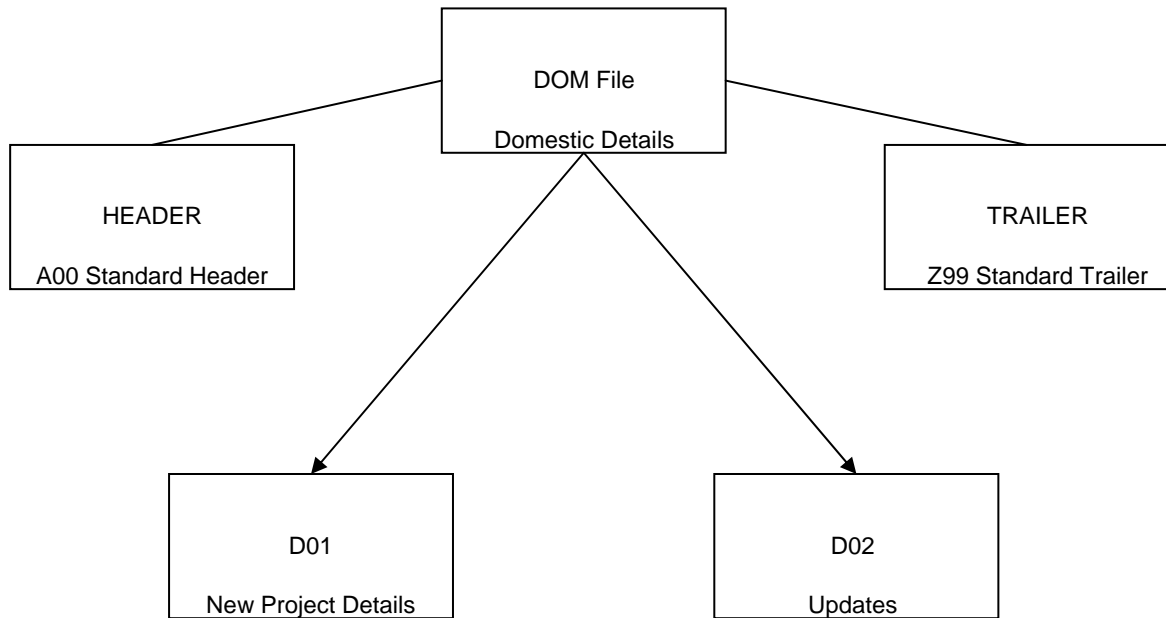 DOM File
Domestic Details
HEADER
A00 Standard Header
TRAILER
Z99 Standard Trailer
D01
New Project Details
D02
Updates